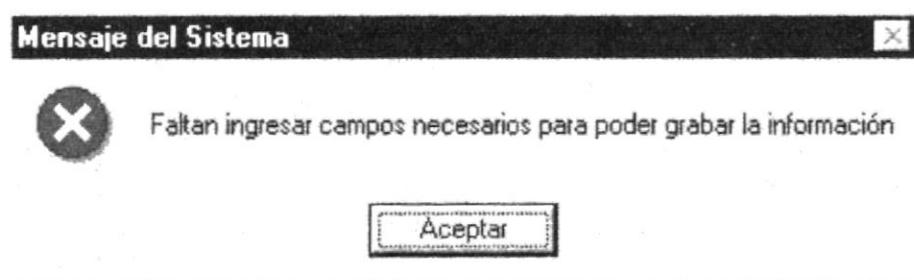 Mensaje del Sistema
Faltan ingresar campos necesarios para poder grabar la información
Aceptar